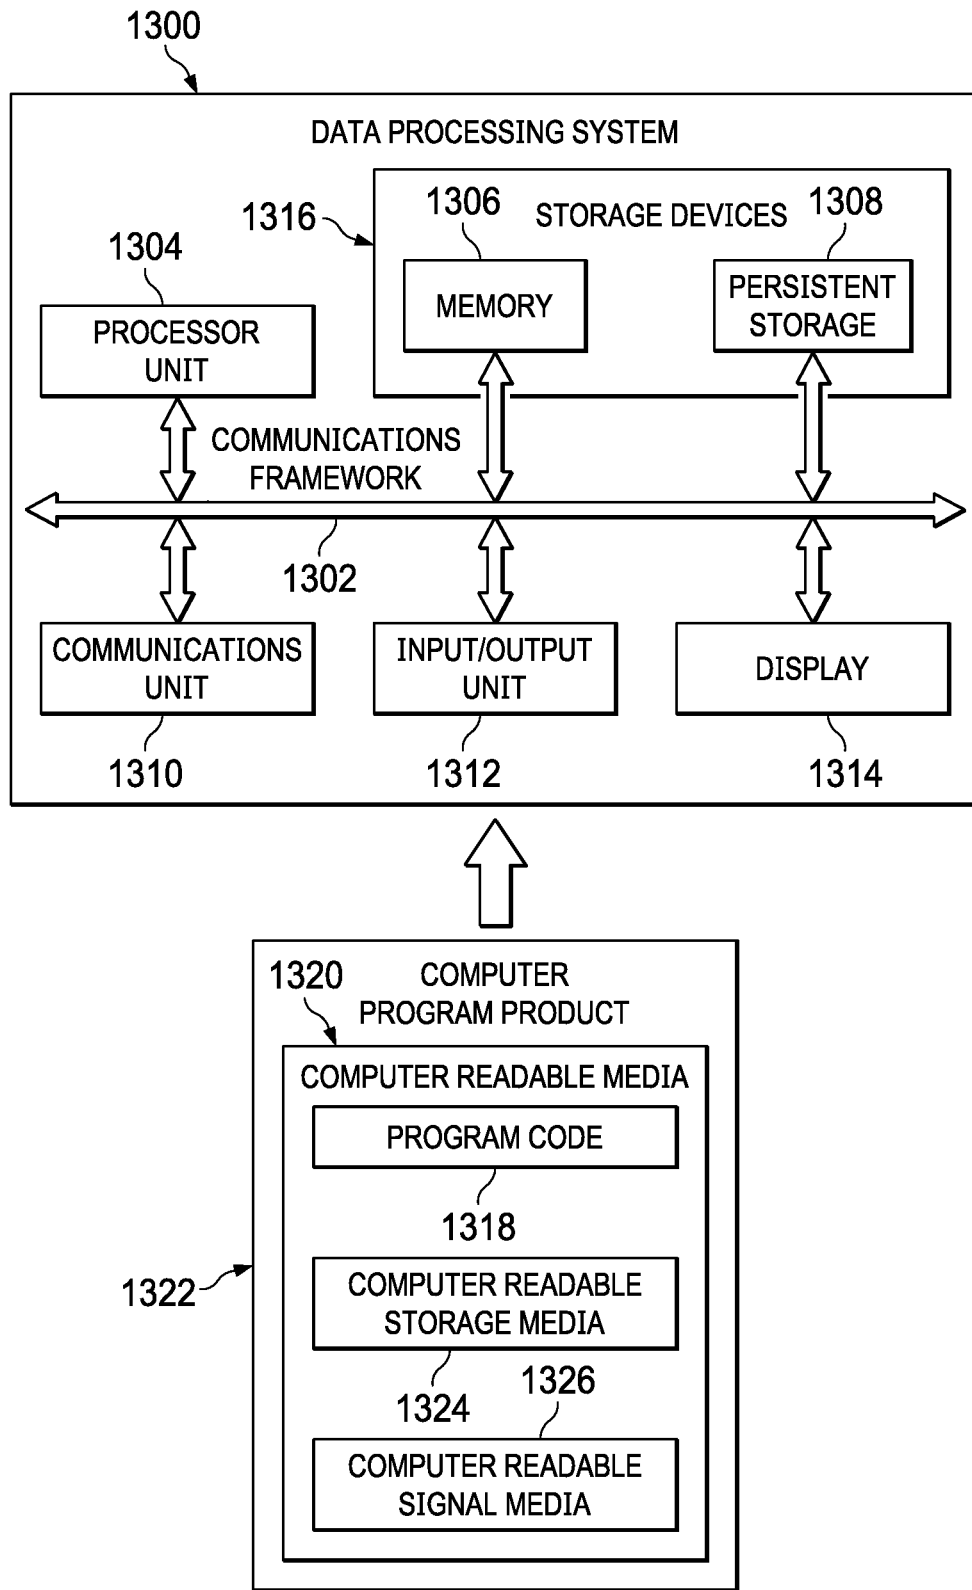 1300
DATA PROCESSING SYSTEM
1316
1306
STORAGE DEVICES
1308
1304
MEMORY
PERSISTENT
STORAGE
PROCESSOR
UNIT
COMMUNICATIONS
FRAMEWORK
1302
COMMUNICATIONS
UNIT
INPUT/OUTPUT
UNIT
DISPLAY
1310
1312
1314
1320
COMPUTER
PROGRAM PRODUCT
COMPUTER READABLE MEDIA
PROGRAM CODE
1318
1322
COMPUTER READABLE
STORAGE MEDIA
1324
1326
COMPUTER READABLE
SIGNAL MEDIA